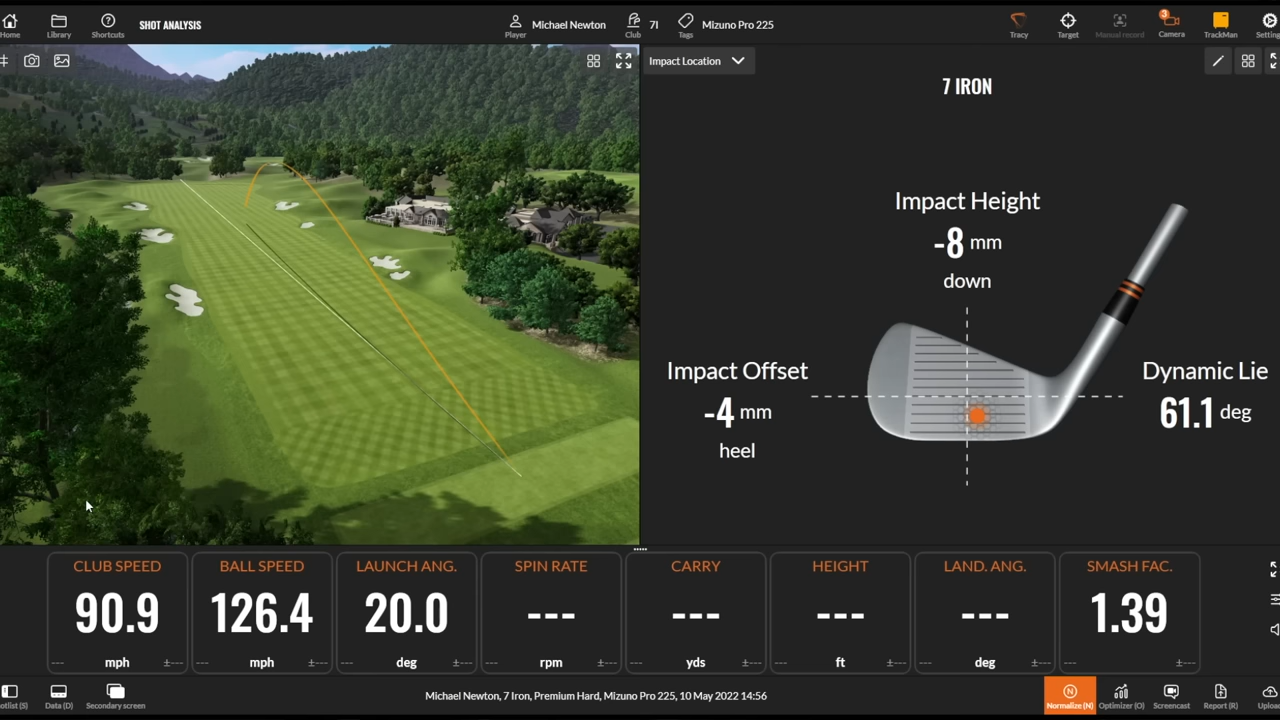 SHOT ANALYSIS
Michael Newton
7I
Mizuno Pro 225
3
Home
Library
Shortcuts
Player
Club
Tags
Tracy
Target
Manual record
Camera
TrackMan
Impact Location
7 IRON
Impact Height
-8 mm
down
Impact Offset
-4 mm
heel
Dynamic Lie
61.1 deg
CLUB SPEED
90.9
--- mph ±---
BALL SPEED
126.4
--- mph ±---
LAUNCH ANG.
20.0
--- deg ±---
SPIN RATE
---
--- rpm ±---
CARRY
---
--- yds ±---
HEIGHT
---
--- ft ±---
LAND. ANG.
---
--- deg ±---
SMASH FAC.
1.39
--- ±---
Data (D)
Secondary screen
Michael Newton, 7 Iron, Premium Hard, Mizuno Pro 225, 10 May 2022 14:56
N
Normalize (N)
Optimizer (O)
Screencast
Report (R)